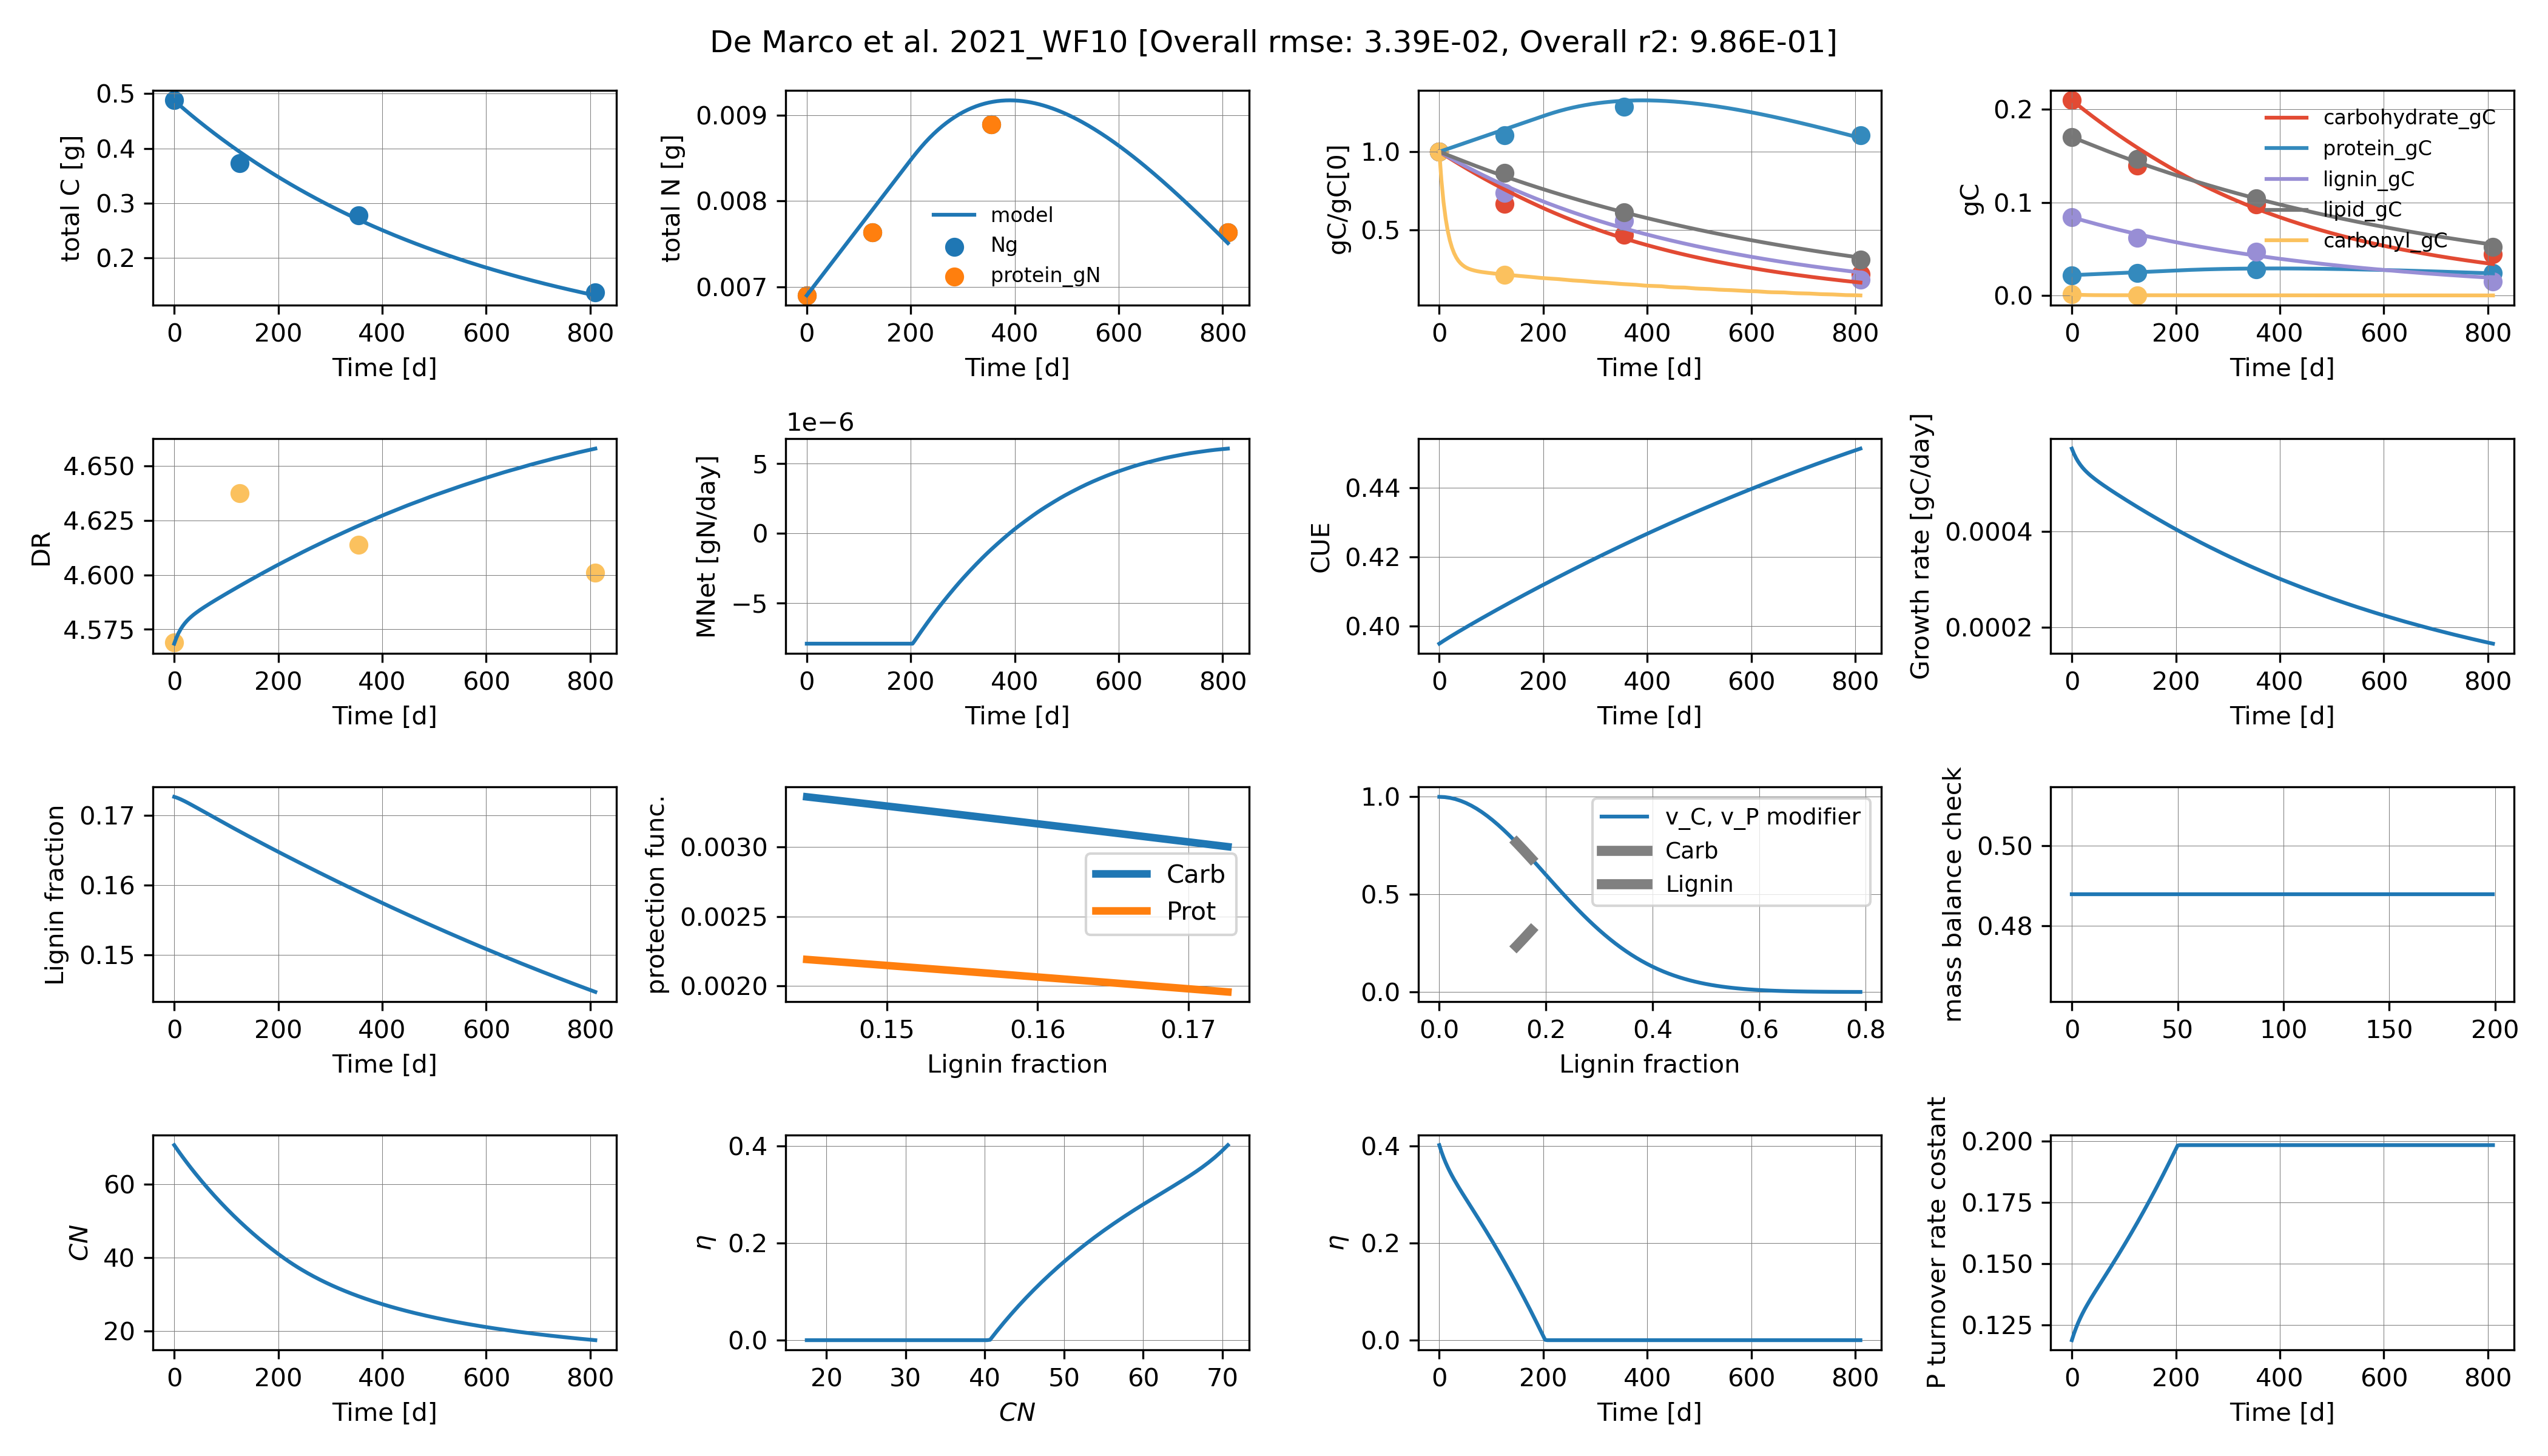 De Marco et al. 2021_WF10 [Overall rmse: 3.39E-02, Overall r2: 9.86E-01]
total C [g]
0.5
0.4
0.3
0.2
0 200 400 600 800
Time [d]
total N [g]
0.009
0.008
0.007
model
Ng
protein_gN
0 200 400 600 800
Time [d]
gC/gC[0]
1.0
0.5
0 200 400 600 800
Time [d]
gC
0.2
0.1
0.0
carbohydrate_gC
protein_gC
lignin_gC
lipid_gC
carbonyl_gC
0 200 400 600 800
Time [d]
DR
4.650
4.625
4.600
4.575
0 200 400 600 800
Time [d]
1e−6
MNet [gN/day]
5
0
−5
0 200 400 600 800
Time [d]
CUE
0.44
0.42
0.40
0 200 400 600 800
Time [d]
Growth rate [gC/day]
0.0004
0.0002
0 200 400 600 800
Time [d]
Lignin fraction
0.17
0.16
0.15
0 200 400 600 800
Time [d]
protection func.
0.0030
0.0025
0.0020
Carb
Prot
0.15 0.16 0.17
Lignin fraction
1.0
0.5
0.0
v_C, v_P modifier
Carb
Lignin
0.0 0.2 0.4 0.6 0.8
Lignin fraction
mass balance check
0.50
0.48
0 50 100 150 200
CN
60
40
20
0 200 400 600 800
Time [d]
η
0.4
0.2
0.0
20 30 40 50 60 70
CN
η
0.4
0.2
0.0
0 200 400 600 800
Time [d]
P turnover rate costant
0.200
0.175
0.150
0.125
0 200 400 600 800
Time [d]